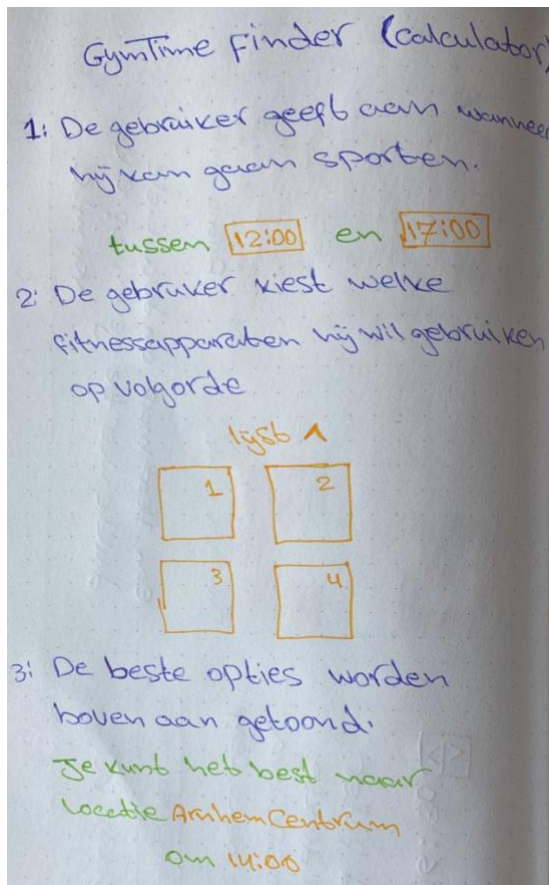 GymTime Finder (calculator)
1: De gebruiker geeft aan wanneer
hij kan gaan sporten.
tussen 12:00 en 17:00
2: De gebruker kiest welke
fitnessapparaten hij wil gebruiken
op volgorde
lijst ^
1 2
3 4
3: De beste opties worden
boven aan getoond.
Je kunt het best naar
locatie Arnhem Centrum
om 14:00